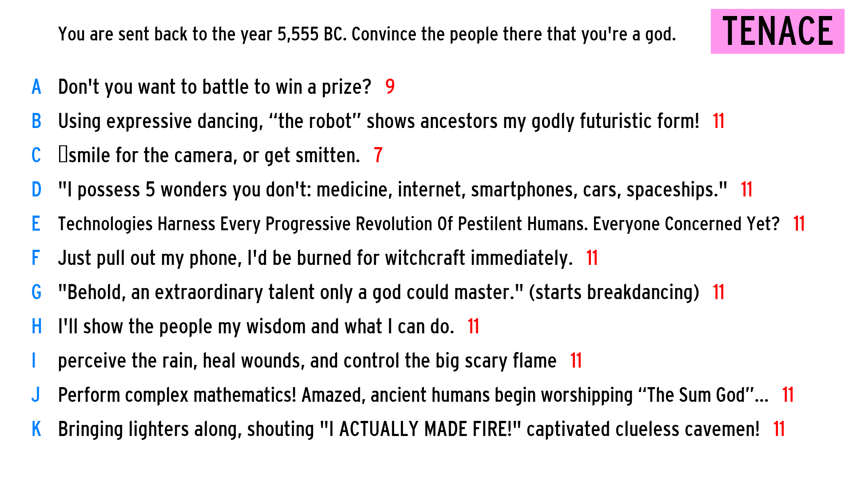 You are sent back to the year 5,555 BC. Convince the people there that you're a god.
TENACE
A Don't you want to battle to win a prize? 9
B Using expressive dancing, “the robot” shows ancestors my godly futuristic form! 11
C smile for the camera, or get smitten. 7
D "I possess 5 wonders you don't: medicine, internet, smartphones, cars, spaceships." 11
E Technologies Harness Every Progressive Revolution Of Pestilent Humans. Everyone Concerned Yet? 11
F Just pull out my phone, I'd be burned for witchcraft immediately. 11
G "Behold, an extraordinary talent only a god could master." (starts breakdancing) 11
H I'll show the people my wisdom and what I can do. 11
I perceive the rain, heal wounds, and control the big scary flame 11
J Perform complex mathematics! Amazed, ancient humans begin worshipping “The Sum God”... 11
K Bringing lighters along, shouting "I ACTUALLY MADE FIRE!" captivated clueless cavemen! 11